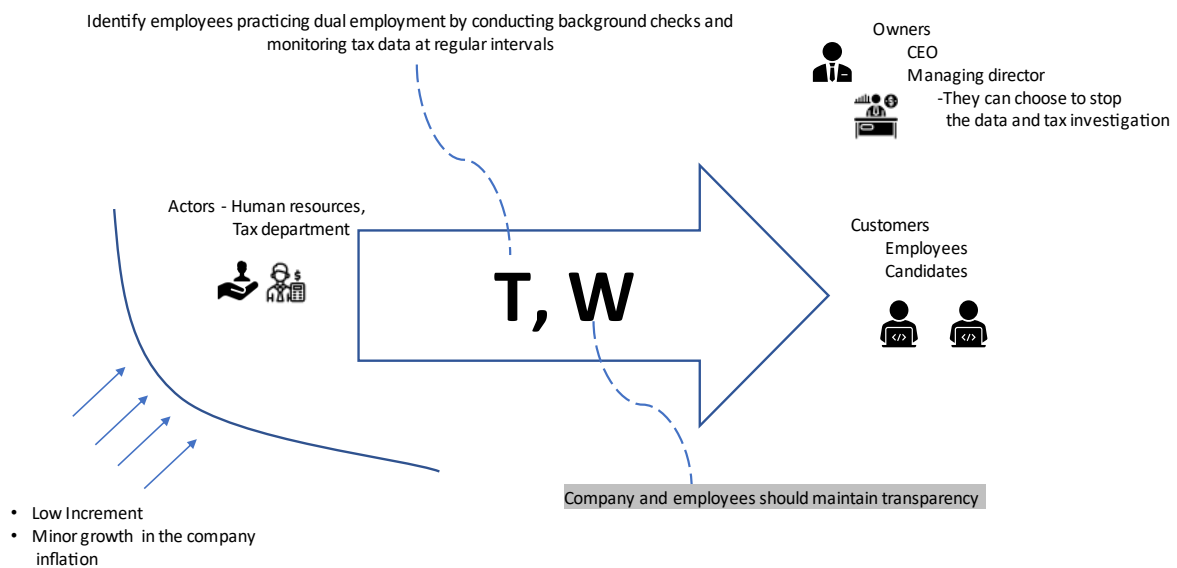 Identify employees practicing dual employment by conducting background checks and
monitoring tax data at regular intervals
Owners
CEO
Managing director
-They can choose to stop
the data and tax investigation
Actors - Human resources,
Tax department
T, W
Customers
Employees
Candidates
Company and employees should maintain transparency
• Low Increment
• Minor growth in the company
inflation